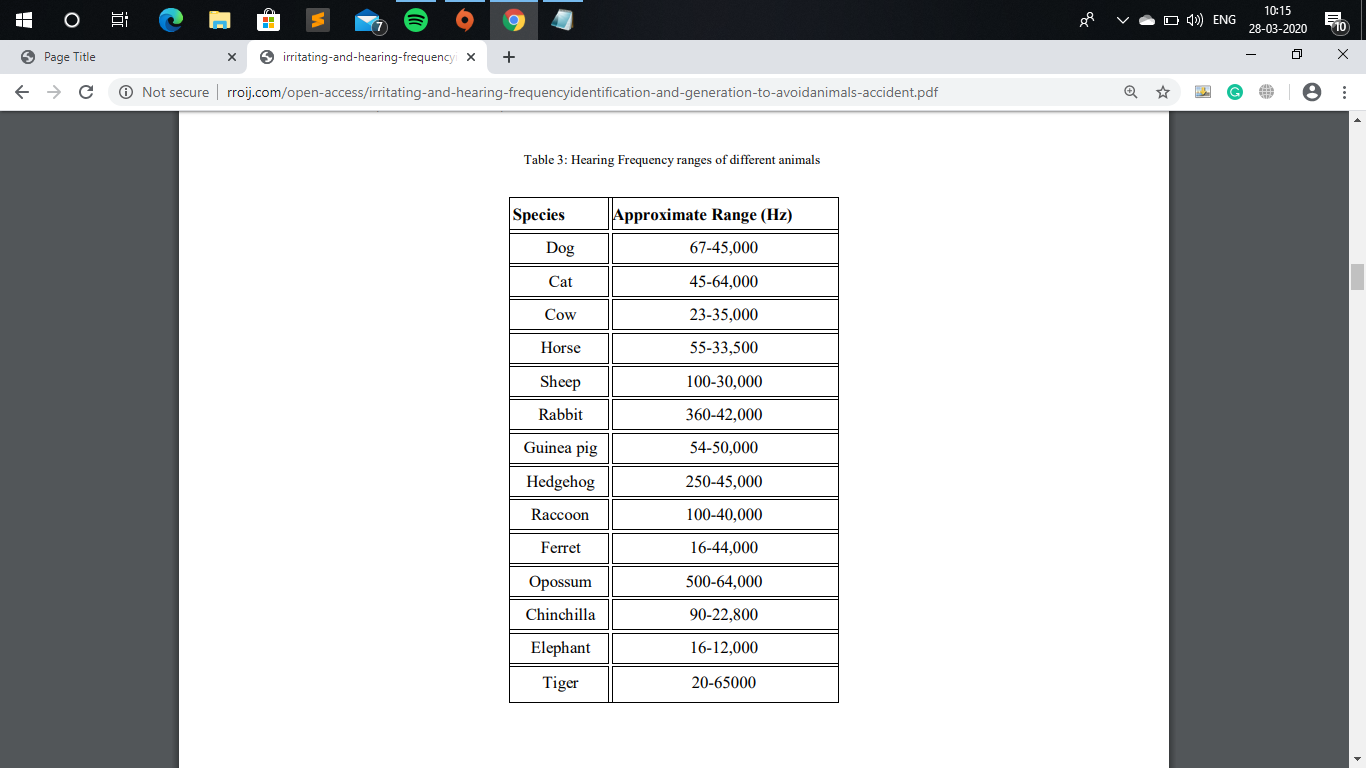 ENG
10:15
28-03-2020
10
7
Page Title
irritating-and-hearing-frequency
Not secure
rroij.com/open-access/irritating-and-hearing-frequencyidentification-and-generation-to-avoidanimals-accident.pdf
Table 3: Hearing Frequency ranges of different animals
Species Approximate Range (Hz)
Dog 67-45,000
Cat 45-64,000
Cow 23-35,000
Horse 55-33,500
Sheep 100-30,000
Rabbit 360-42,000
Guinea pig 54-50,000
Hedgehog 250-45,000
Raccoon 100-40,000
Ferret 16-44,000
Opossum 500-64,000
Chinchilla 90-22,800
Elephant 16-12,000
Tiger 20-65000